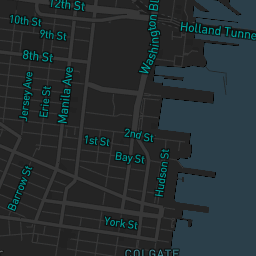 12th St
10th St
Holland Tunne
9th St
Washington Bl
8th St
Jersey Ave
Erie St
Manila Ave
2nd St
1st St
Bay St
Hudson St
Barrow St
York St
COLGATE